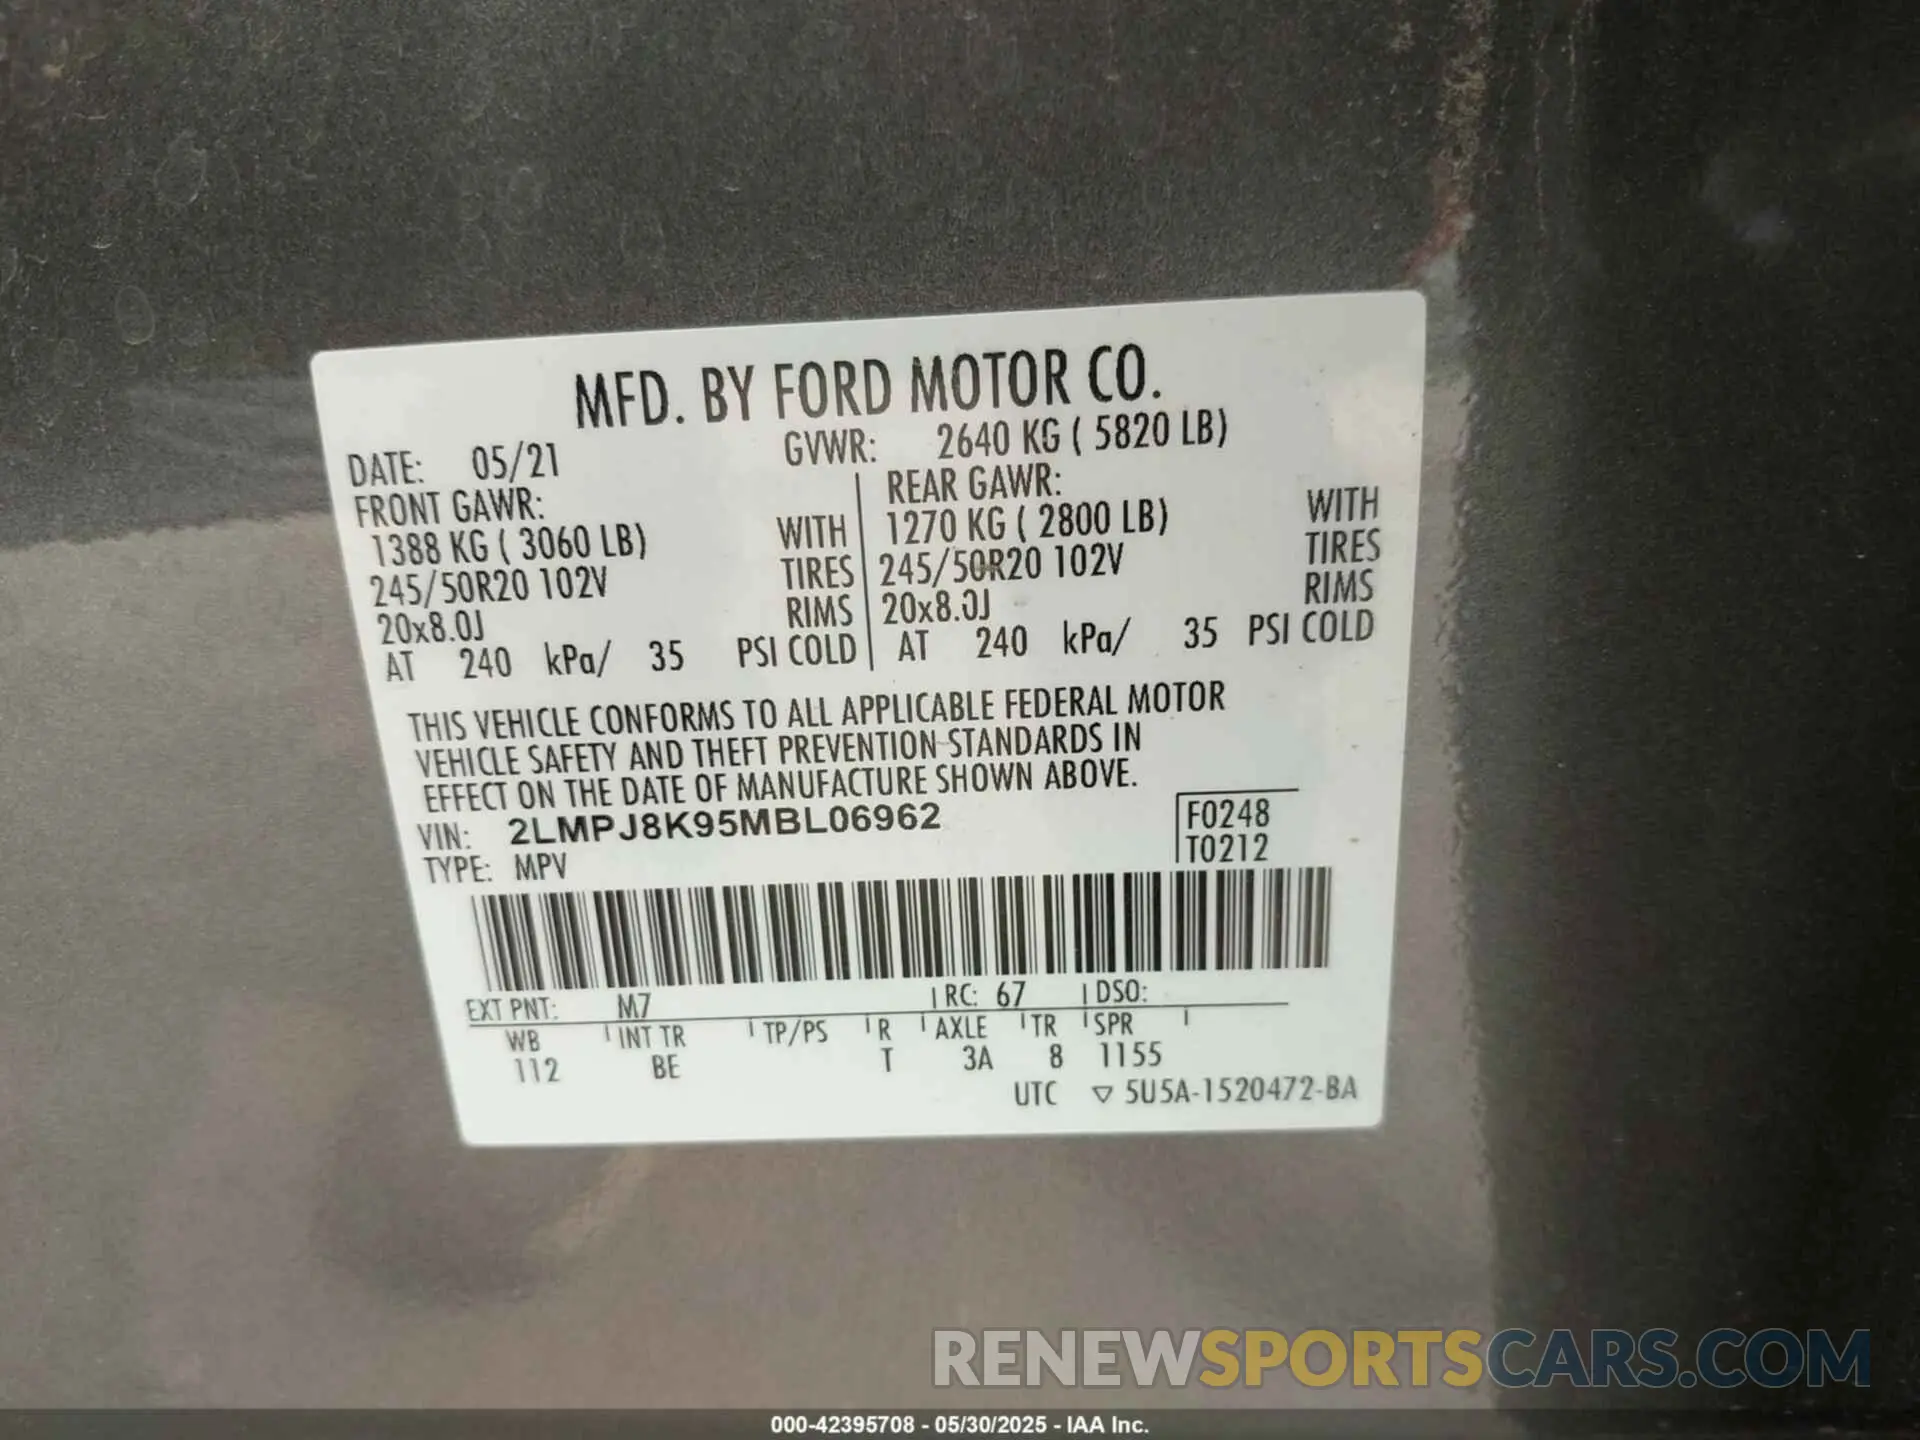 MFD. BY FORD MOTOR CO.
DATE: 05/21 GVWR: 2640 KG ( 5820 LB)
FRONT GAWR: REAR GAWR:
1388 KG ( 3060 LB) WITH 1270 KG ( 2800 LB) WITH
245/50R20 102V TIRES 245/50R20 102V TIRES
20x8.0J RIMS 20x8.0J RIMS
AT 240 kPa/ 35 PSI COLD AT 240 kPa/ 35 PSI COLD
THIS VEHICLE CONFORMS TO ALL APPLICABLE FEDERAL MOTOR
VEHICLE SAFETY AND THEFT PREVENTION STANDARDS IN
EFFECT ON THE DATE OF MANUFACTURE SHOWN ABOVE.
VIN: 2LMPJ8K95MBL06962 F0248
TYPE: MPV T0212
EXT PNT: M7 RC: 67 DSO:
WB INT TR TP/PS R AXLE TR SPR
112 BE T 3A 8 1155
UTC ▽ 5U5A-1520472-BA
RENEWSPORTSCARS.COM
000-42395708 - 05/30/2025 - IAA Inc.